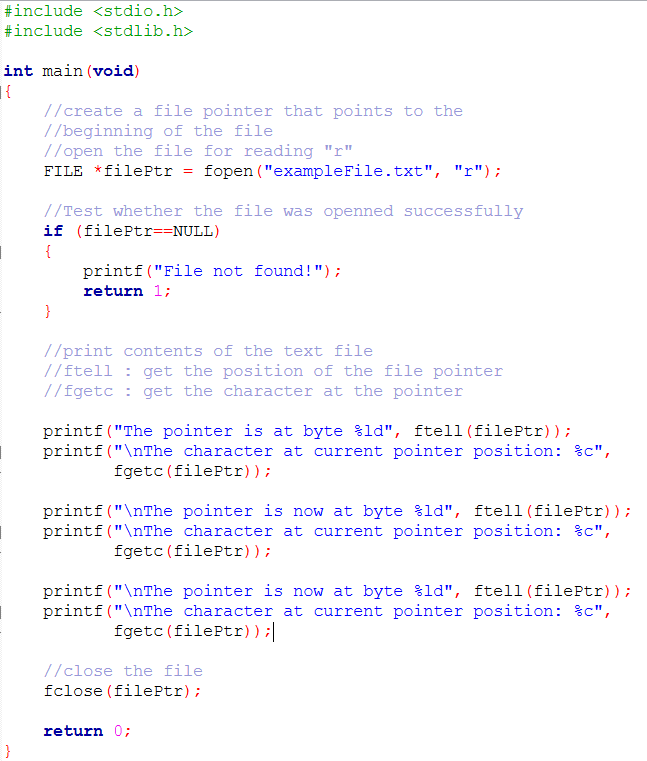 #include <stdio.h>
#include <stdlib.h>
int main(void)
{
//create a file pointer that points to the
//beginning of the file
//open the file for reading "r"
FILE *filePtr = fopen("exampleFile.txt", "r");
//Test whether the file was openned successfully
if (filePtr==NULL)
{
printf("File not found!");
return 1;
}
//print contents of the text file
//ftell : get the position of the file pointer
//fgetc : get the character at the pointer
printf("The pointer is at byte %ld", ftell(filePtr));
printf("\nThe character at current pointer position: %c",
fgetc(filePtr));
printf("\nThe pointer is now at byte %ld", ftell(filePtr));
printf("\nThe character at current pointer position: %c",
fgetc(filePtr));
printf("\nThe pointer is now at byte %ld", ftell(filePtr));
printf("\nThe character at current pointer position: %c",
fgetc(filePtr));
//close the file
fclose(filePtr);
return 0;
}